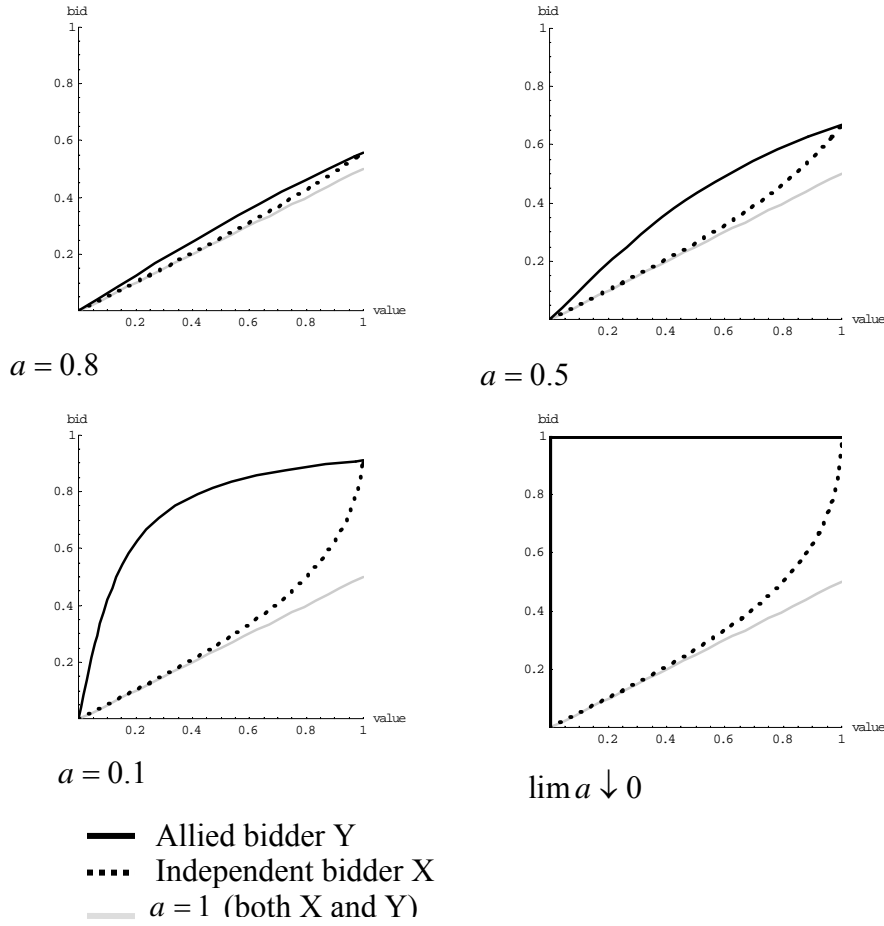 bid
1
0.8
0.6
0.4
0.2
0.2 0.4 0.6 0.8 1
value
a = 0.8
bid
1
0.8
0.6
0.4
0.2
0.2 0.4 0.6 0.8 1
value
a = 0.5
bid
1
0.8
0.6
0.4
0.2
0.2 0.4 0.6 0.8 1
value
a = 0.1
bid
1
0.8
0.6
0.4
0.2
0.2 0.4 0.6 0.8 1
value
lim a ↓ 0
Allied bidder Y
Independent bidder X
a = 1 (both X and Y)